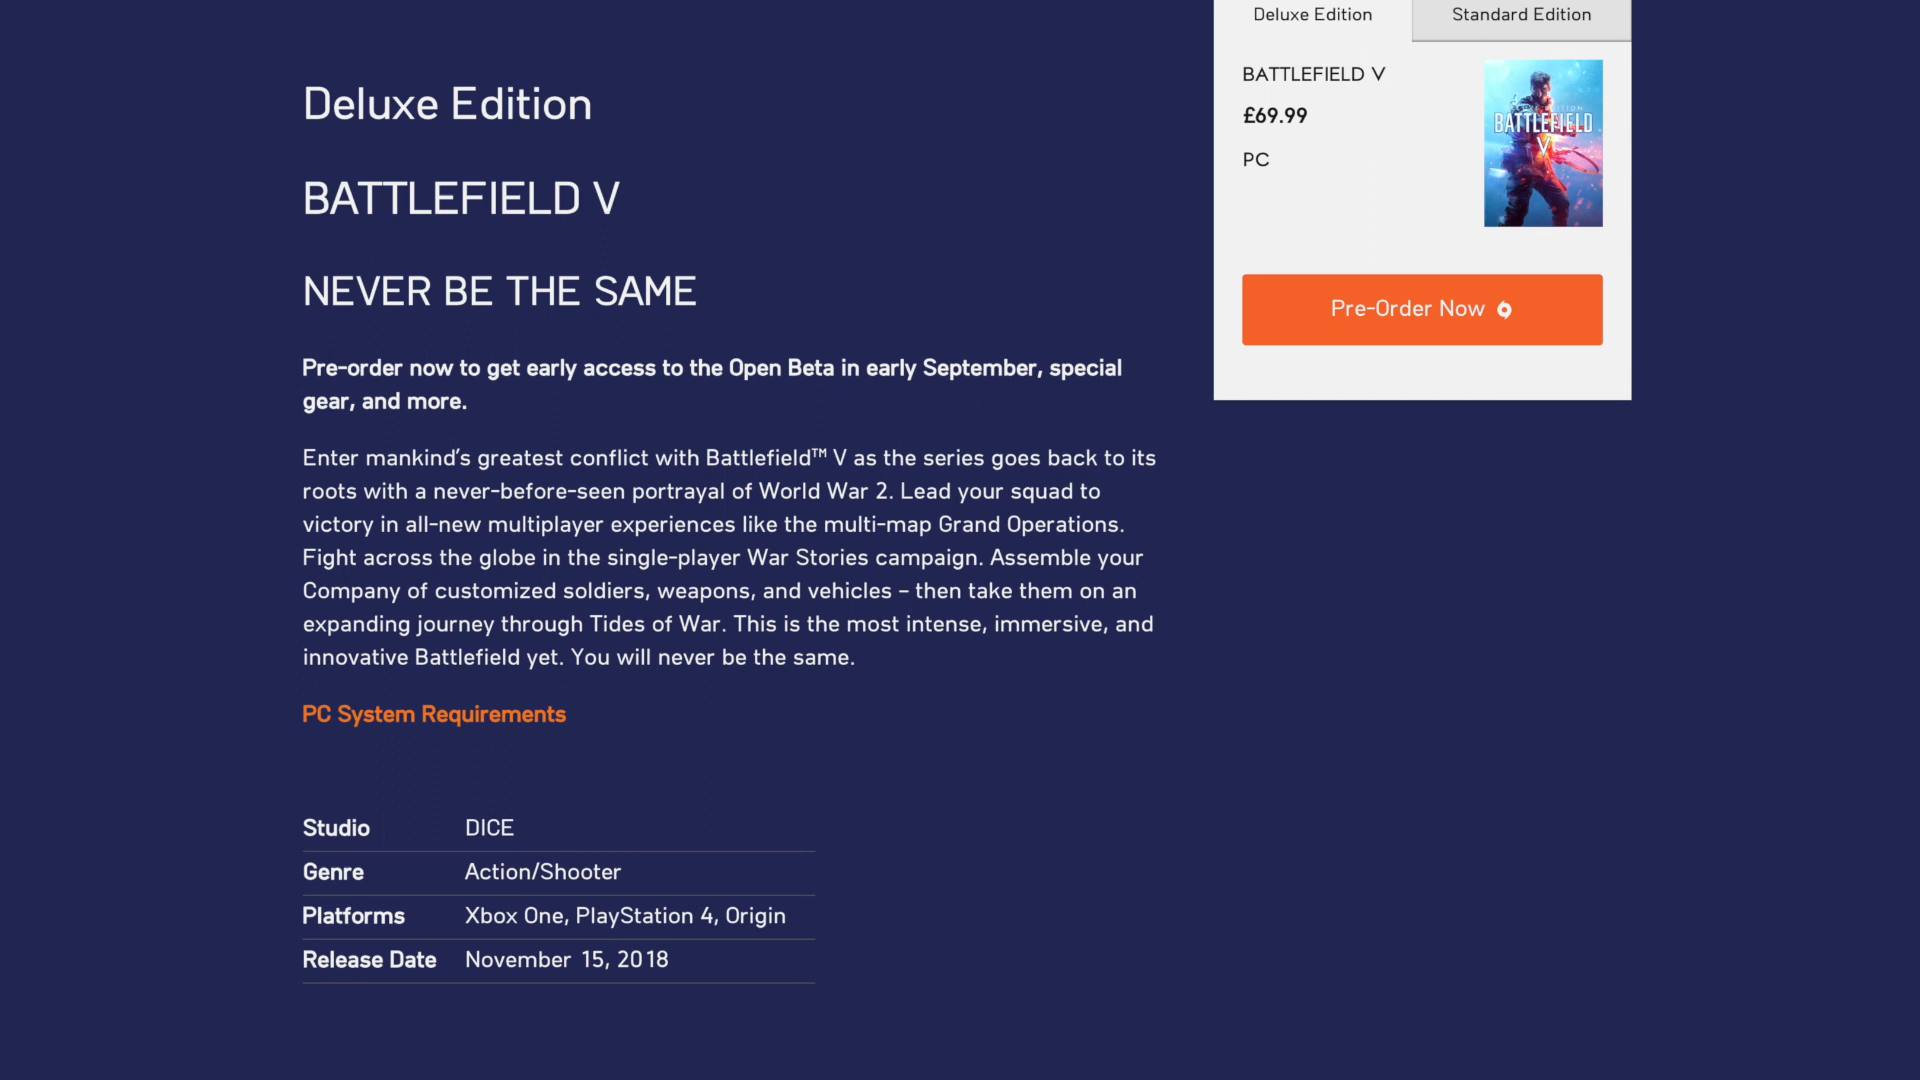 Deluxe Edition
Standard Edition
BATTLEFIELD V
£69.99
PC
DELUXE EDITION
BATTLEFIELD
V
Pre-Order Now
Deluxe Edition
BATTLEFIELD V
NEVER BE THE SAME
Pre-order now to get early access to the Open Beta in early September, special
gear, and more.
Enter mankind’s greatest conflict with Battlefield™ V as the series goes back to its
roots with a never-before-seen portrayal of World War 2. Lead your squad to
victory in all-new multiplayer experiences like the multi-map Grand Operations.
Fight across the globe in the single-player War Stories campaign. Assemble your
Company of customized soldiers, weapons, and vehicles – then take them on an
expanding journey through Tides of War. This is the most intense, immersive, and
innovative Battlefield yet. You will never be the same.
PC System Requirements
Studio DICE
Genre Action/Shooter
Platforms Xbox One, PlayStation 4, Origin
Release Date November 15, 2018